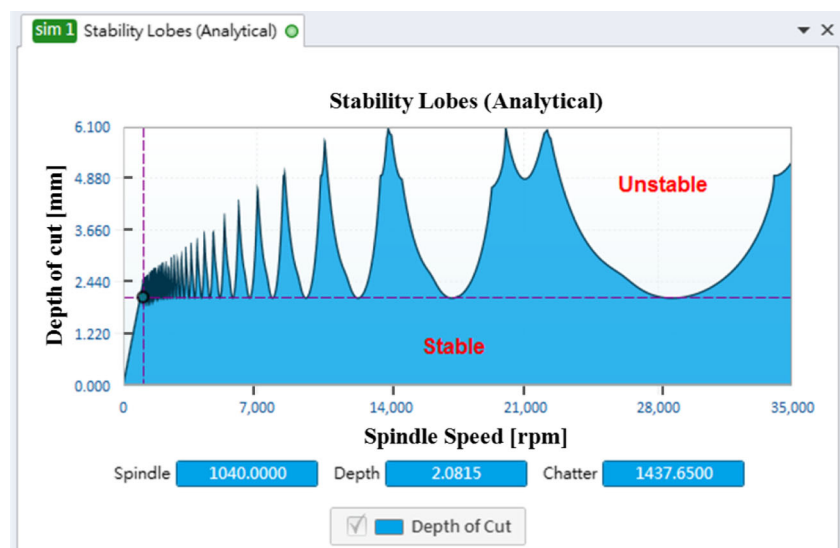 sim 1 Stability Lobes (Analytical)
Stability Lobes (Analytical)
6.100
4.880
3.660
2.440
1.220
0.000
Depth of cut [mm]
Unstable
Stable
0 7,000 14,000 21,000 28,000 35,000
Spindle Speed [rpm]
Spindle 1040.0000 Depth 2.0815 Chatter 1437.6500
Depth of Cut